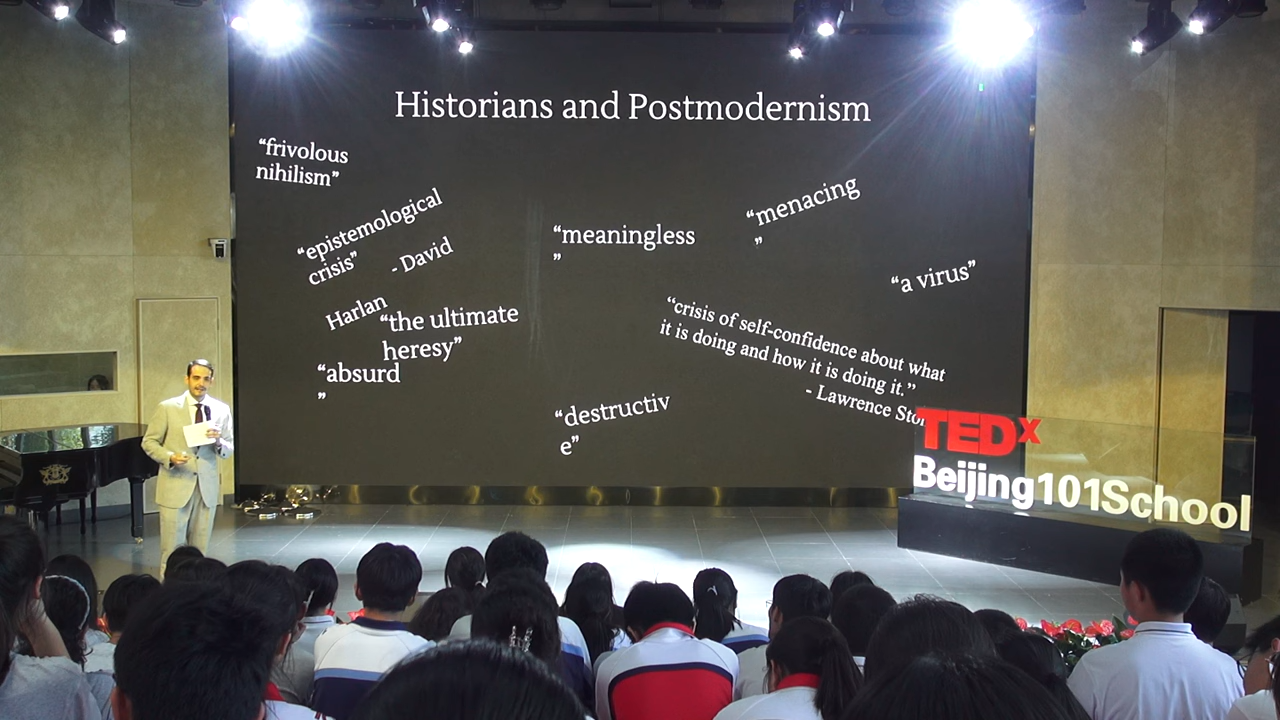 Historians and Postmodernism
“frivolous
nihilism”
“epistemological
crisis”
- David
Harlan
“the ultimate
heresy”
“absurd
”
“meaningless
”
“menacing
”
“a virus”
“crisis of self-confidence about what
it is doing and how it is doing it.”
- Lawrence
“destructiv
e”
TEDx
Beijing101School